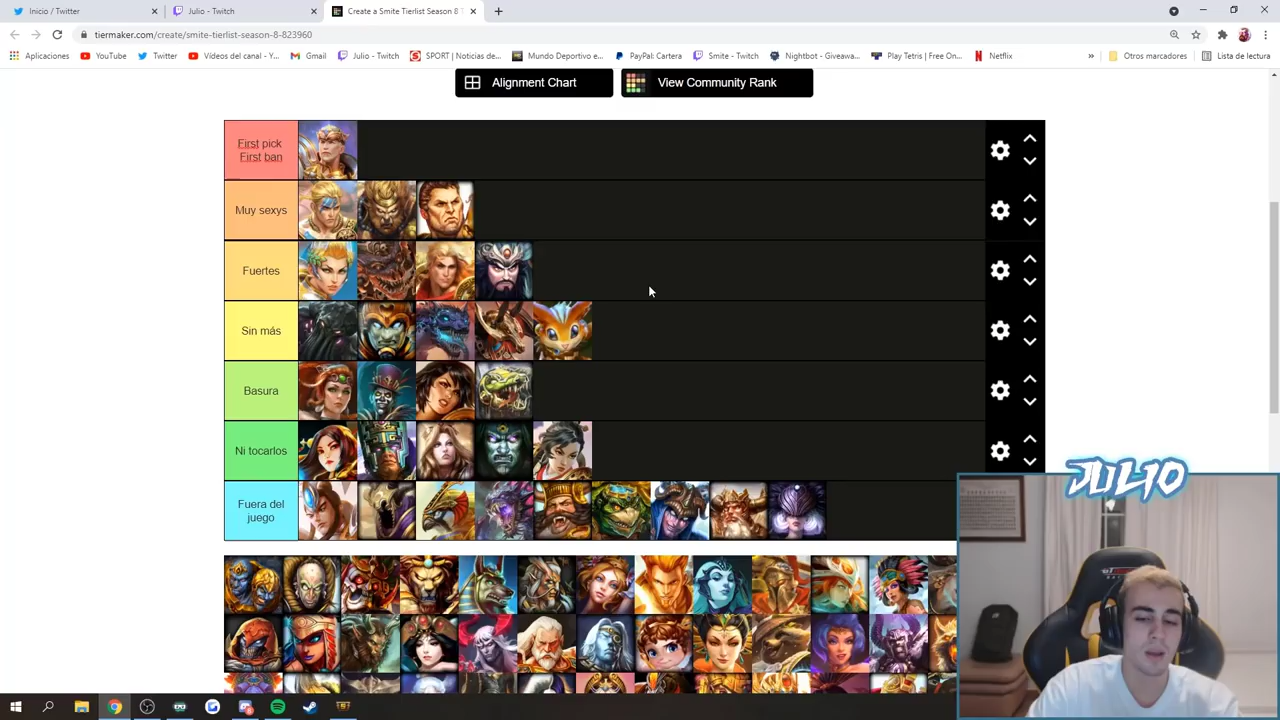 Inicio / Twitter
Julio - Twitch
Create a Smite Tierlist Season 8 T
tiermaker.com/create/smite-tierlist-season-8-823960
Aplicaciones
YouTube
Twitter
Vídeos del canal - Y...
Gmail
Julio - Twitch
SPORT | Noticias de...
Mundo Deportivo e...
PayPal: Cartera
Smite - Twitch
Nightbot - Giveawa...
Play Tetris | Free On...
Netflix
»
Otros marcadores
Lista de lectura
Alignment Chart
View Community Rank
First pick
First ban
Muy sexys
Fuertes
Sin más
Basura
Ni tocarlos
Fuera del
juego
JULIO